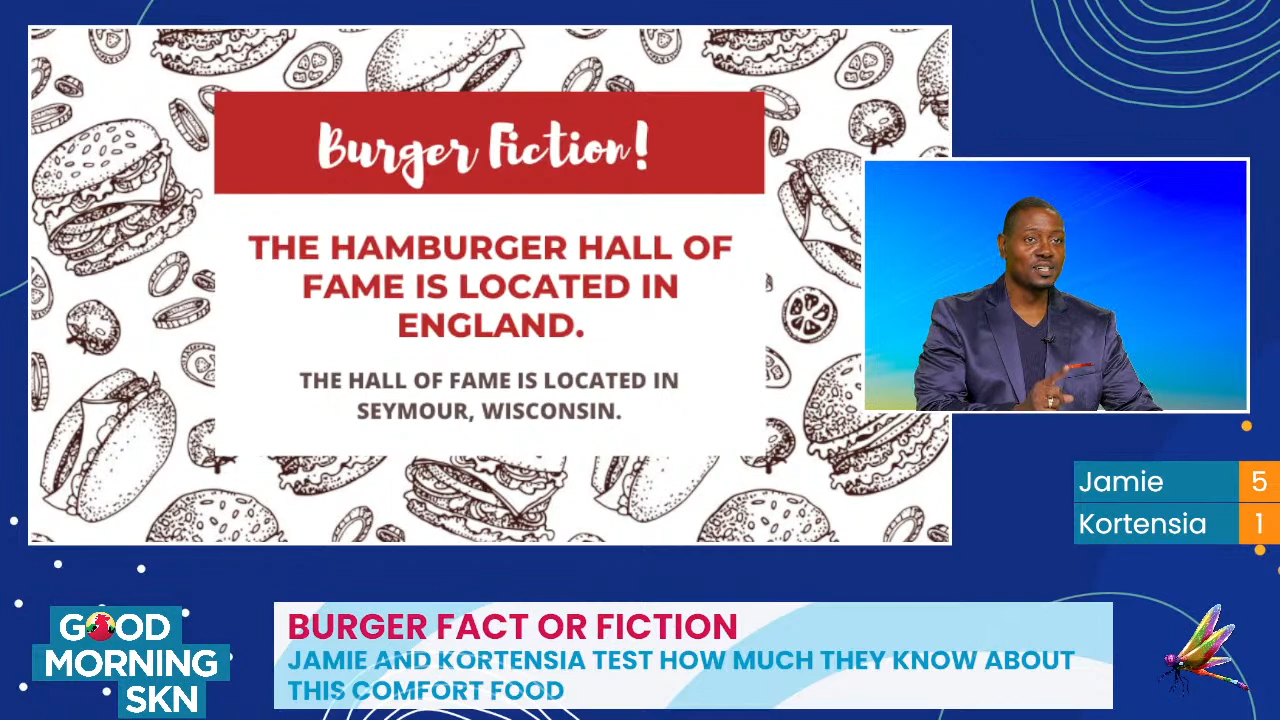 Burger Fiction!
THE HAMBURGER HALL OF
FAME IS LOCATED IN
ENGLAND.
THE HALL OF FAME IS LOCATED IN
SEYMOUR, WISCONSIN.
Jamie 5
Kortensia 1
GOOD
MORNING
SKN
BURGER FACT OR FICTION
JAMIE AND KORTENSIA TEST HOW MUCH THEY KNOW ABOUT
THIS COMFORT FOOD